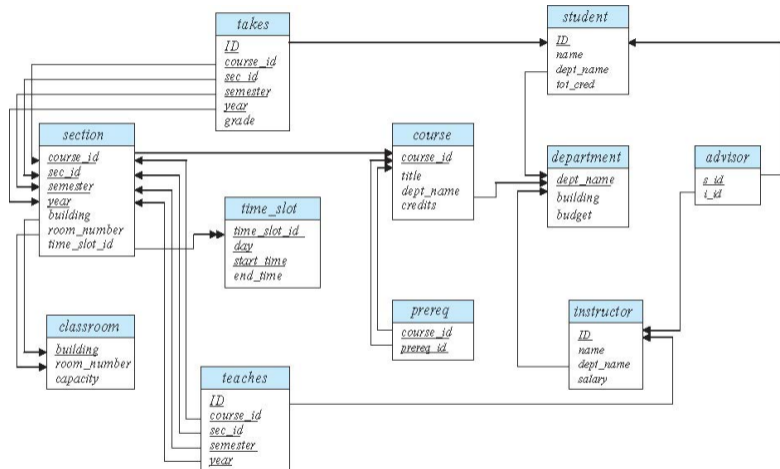 takes
ID
course_id
sec_id
semester
year
grade
student
ID
name
dept_name
tot_cred
section
course_id
sec_id
semester
year
building
room_number
time_slot_id
course
course_id
title
dept_name
credits
department
dept_name
building
budget
advisor
s_id
i_id
time_slot
time_slot_id
day
start_time
end_time
prereq
course_id
prereq_id
instructor
ID
name
dept_name
salary
classroom
building
room_number
capacity
teaches
ID
course_id
sec_id
semester
year